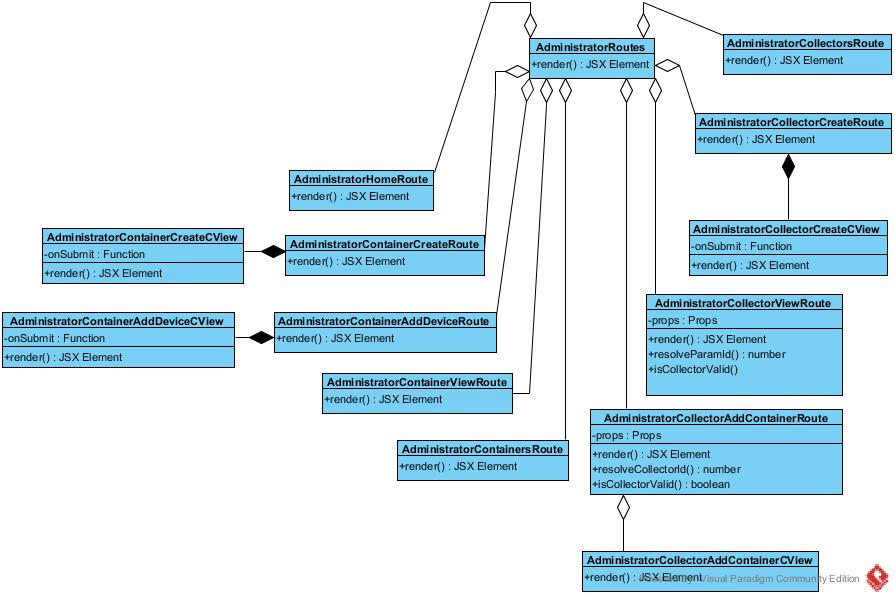 AdministratorRoutes
+render() : JSX Element
AdministratorCollectorsRoute
+render() : JSX Element
AdministratorCollectorCreateRoute
+render() : JSX Element
AdministratorHomeRoute
+render() : JSX Element
AdministratorContainerCreateCView
-onSubmit : Function
+render() : JSX Element
AdministratorContainerCreateRoute
+render() : JSX Element
AdministratorCollectorCreateCView
-onSubmit : Function
+render() : JSX Element
AdministratorContainerAddDeviceCView
-onSubmit : Function
+render() : JSX Element
AdministratorContainerAddDeviceRoute
+render() : JSX Element
AdministratorCollectorViewRoute
-props : Props
+render() : JSX Element
+resolveParamId() : number
+isCollectorValid()
AdministratorContainerViewRoute
+render() : JSX Element
AdministratorContainersRoute
+render() : JSX Element
AdministratorCollectorAddContainerRoute
-props : Props
+render() : JSX Element
+resolveCollectorId() : number
+isCollectorValid() : boolean
AdministratorCollectorAddContainerCView
+render() : JSX Element
Powered By Visual Paradigm Community Edition